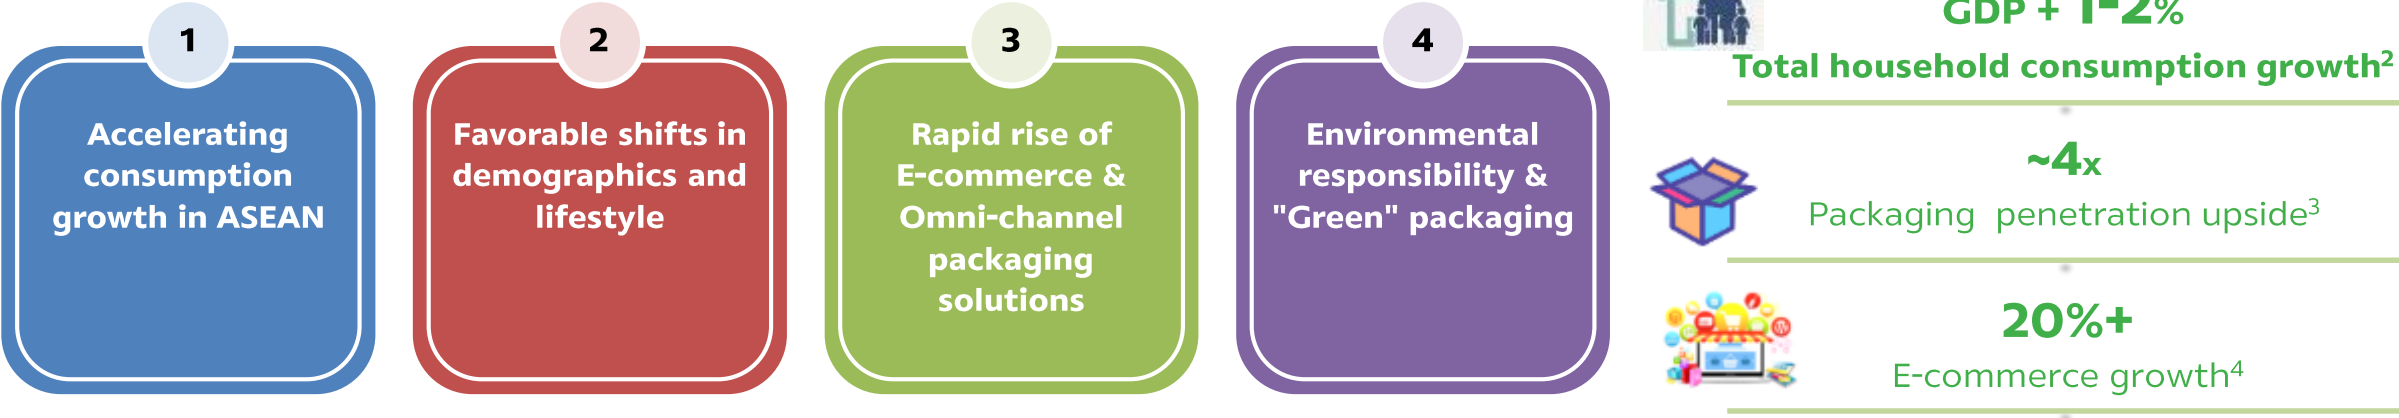 1
Accelerating
consumption
growth in ASEAN
2
Favorable shifts in
demographics and
lifestyle
3
Rapid rise of
E-commerce &
Omni-channel
packaging
solutions
4
Environmental
responsibility &
"Green" packaging
GDP + 1-2%
Total household consumption growth²
~4x
Packaging penetration upside³
20%+
E-commerce growth⁴